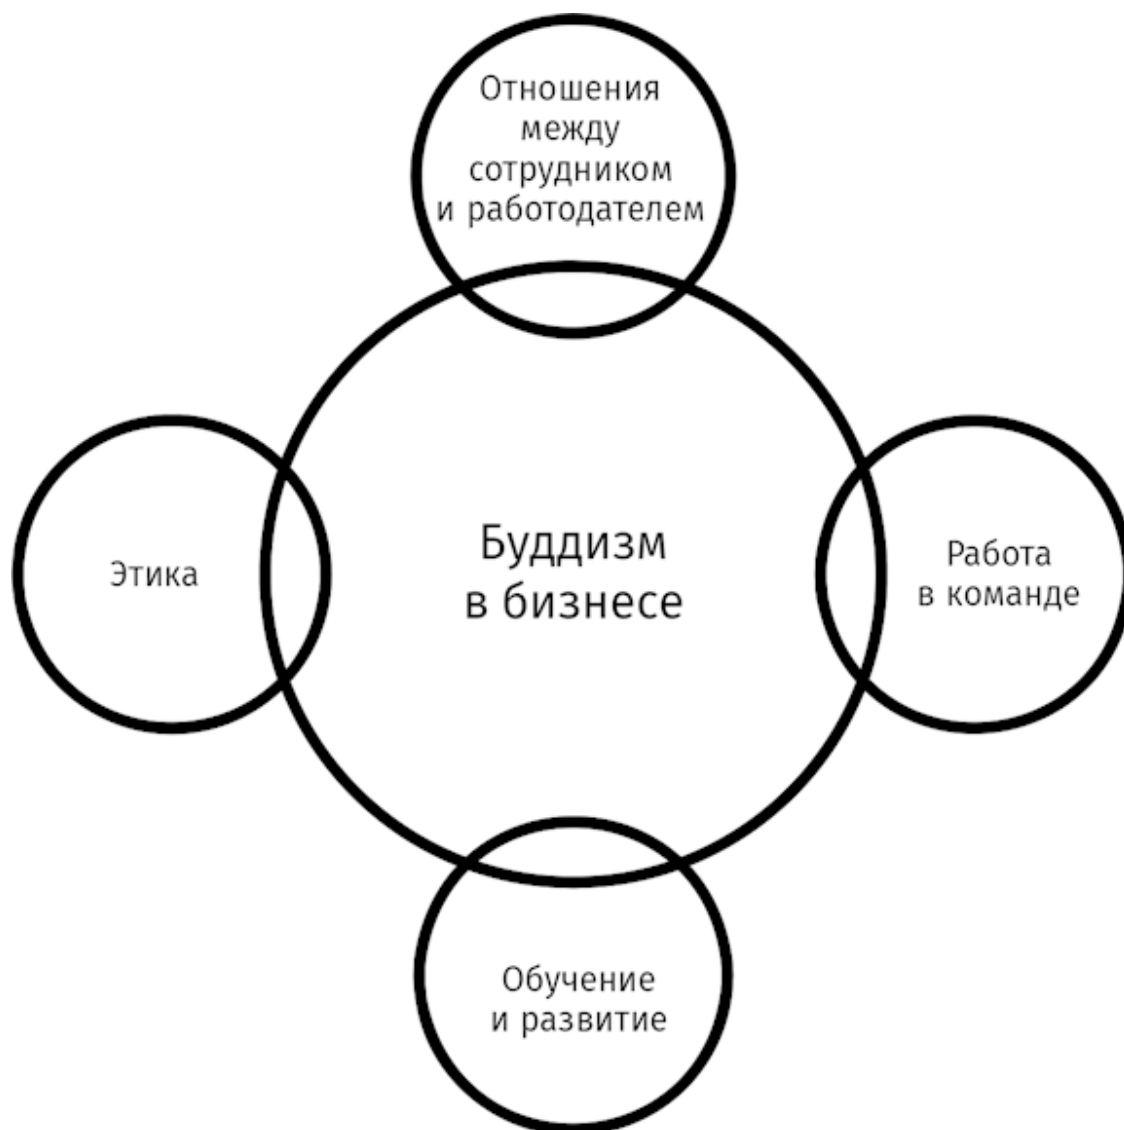 Отношения
между
сотрудником
и работодателем
Этика
Буддизм
в бизнесе
Работа
в команде
Обучение
и развитие